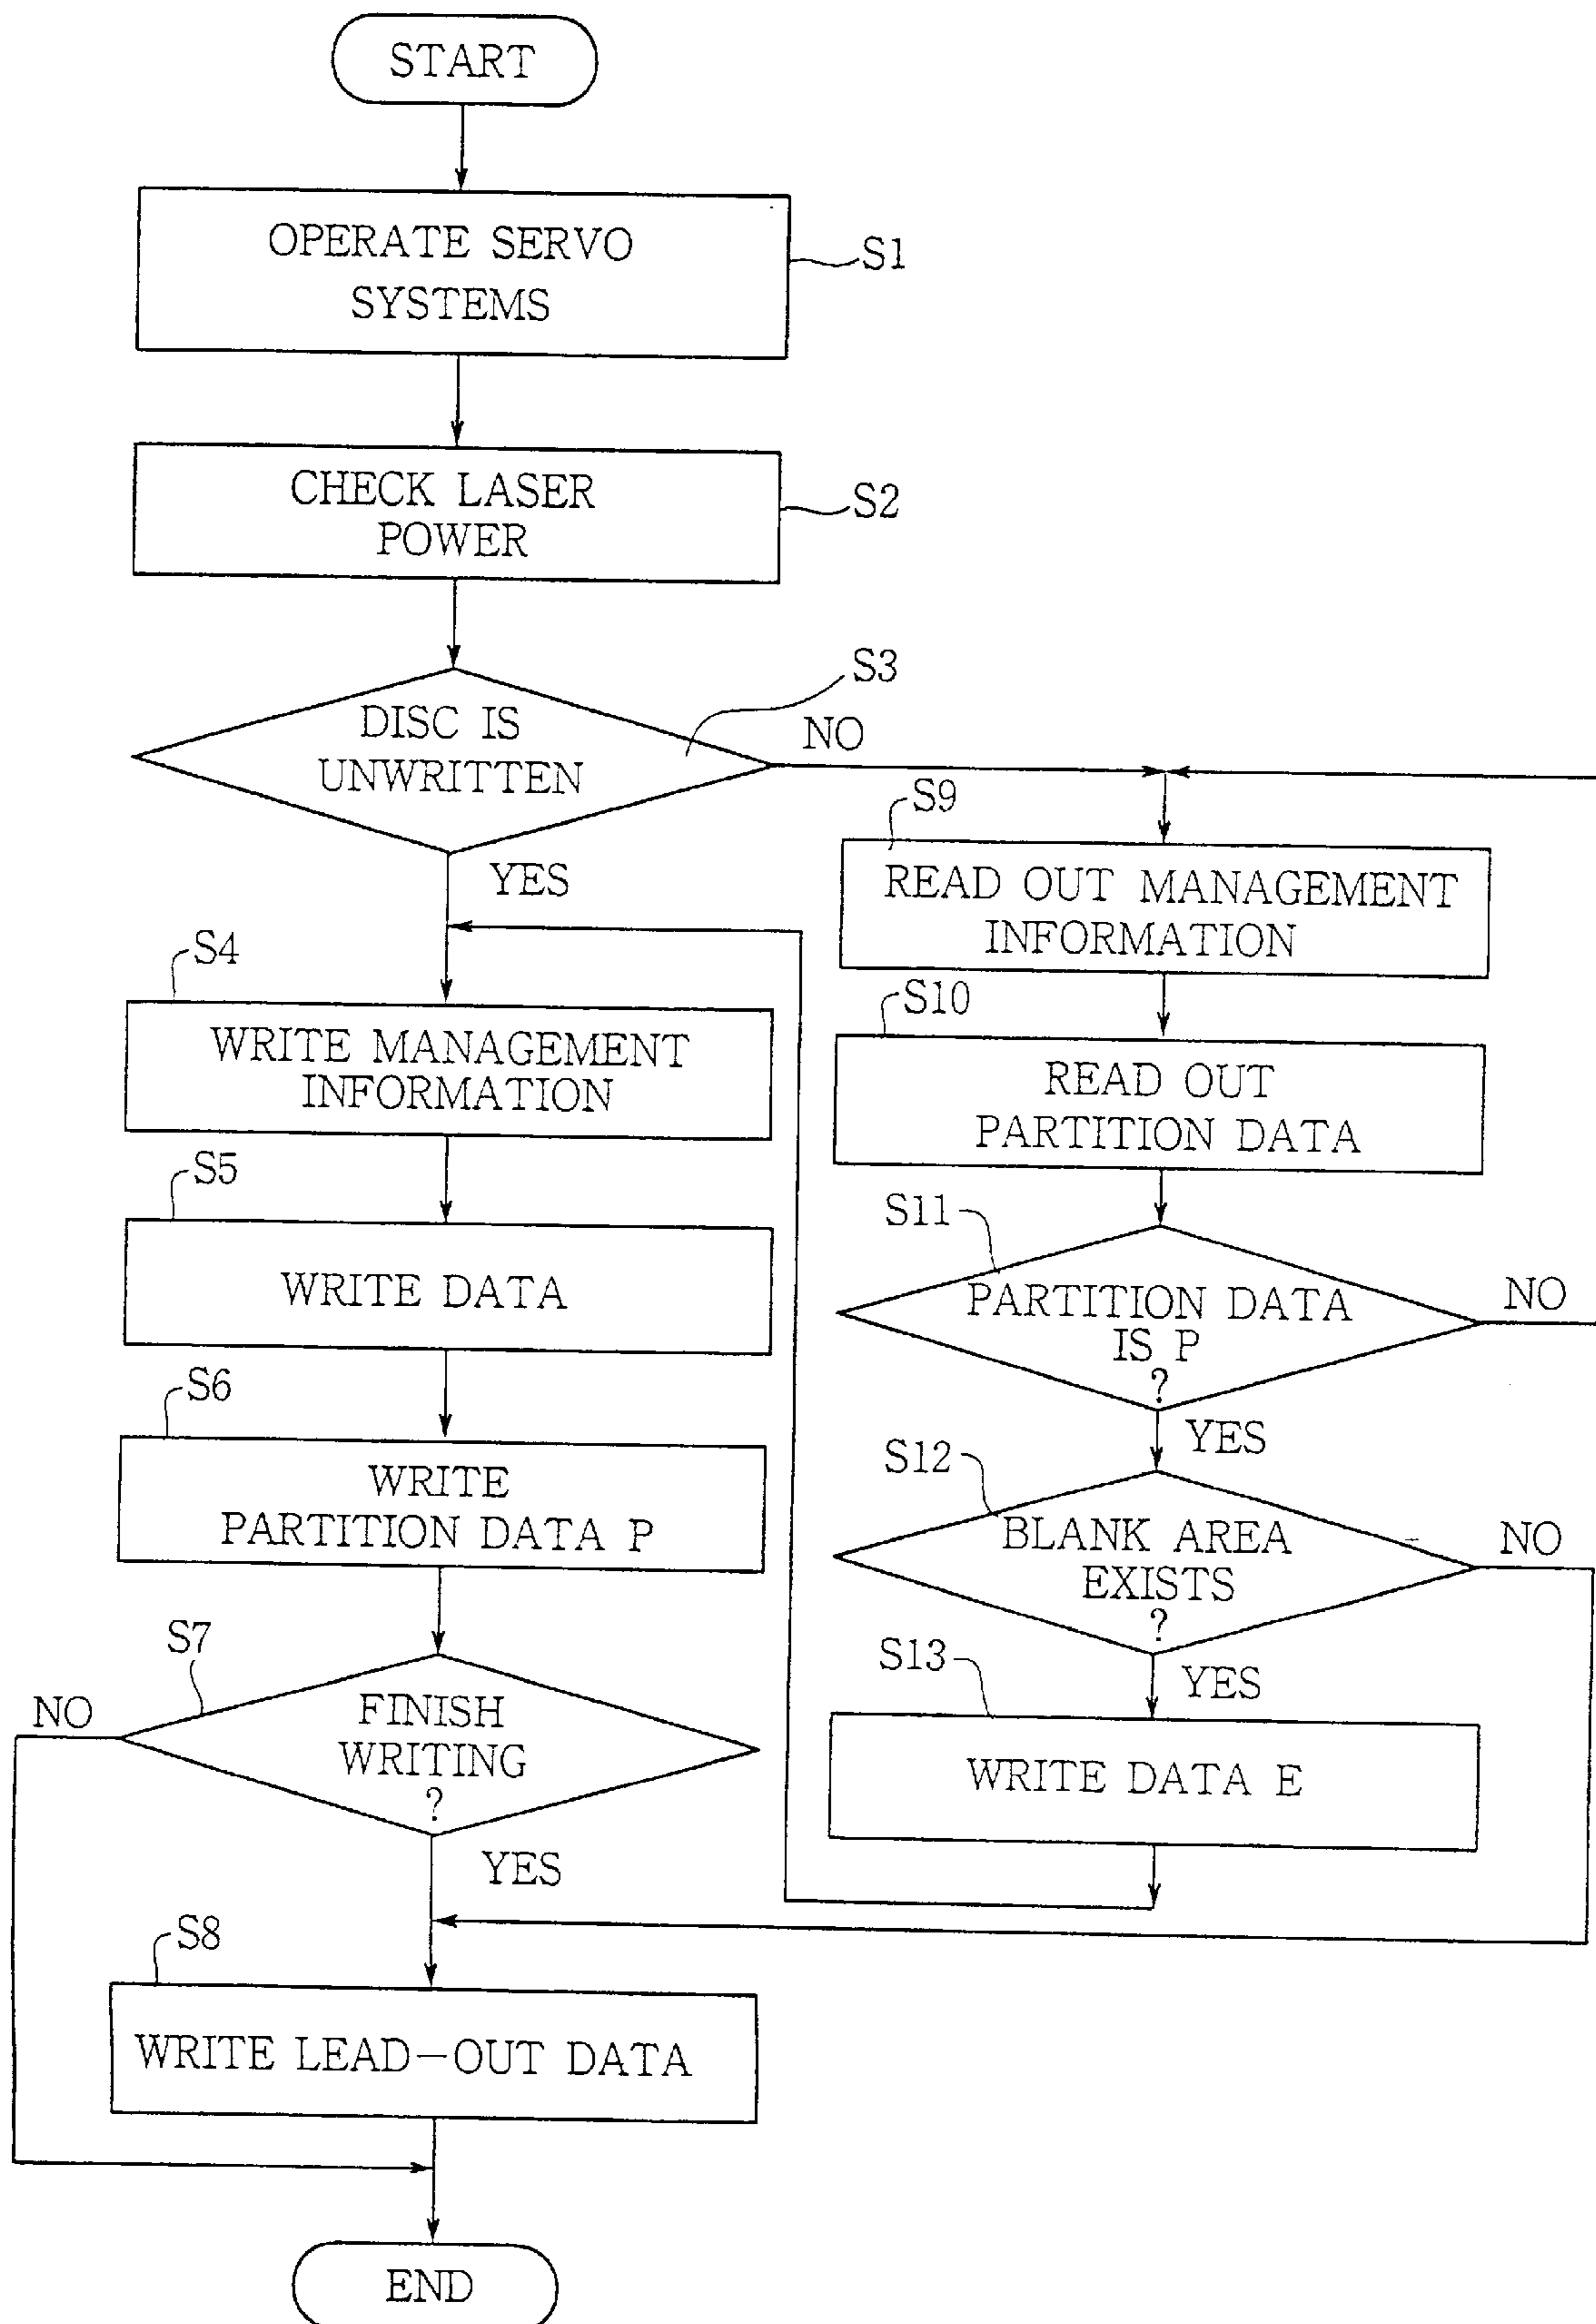 START
OPERATE SERVO
SYSTEMS
S1
CHECK LASER
POWER
S2
S3
DISC IS
UNWRITTEN
NO
YES
S4
WRITE MANAGEMENT
INFORMATION
S5
WRITE DATA
S6
WRITE
PARTITION DATA P
S7
NO
FINISH
WRITING
?
YES
S8
WRITE LEAD-OUT DATA
END
S9
READ OUT MANAGEMENT
INFORMATION
S10
READ OUT
PARTITION DATA
S11
PARTITION DATA
IS P
?
NO
YES
S12
BLANK AREA
EXISTS
?
NO
YES
S13
WRITE DATA E